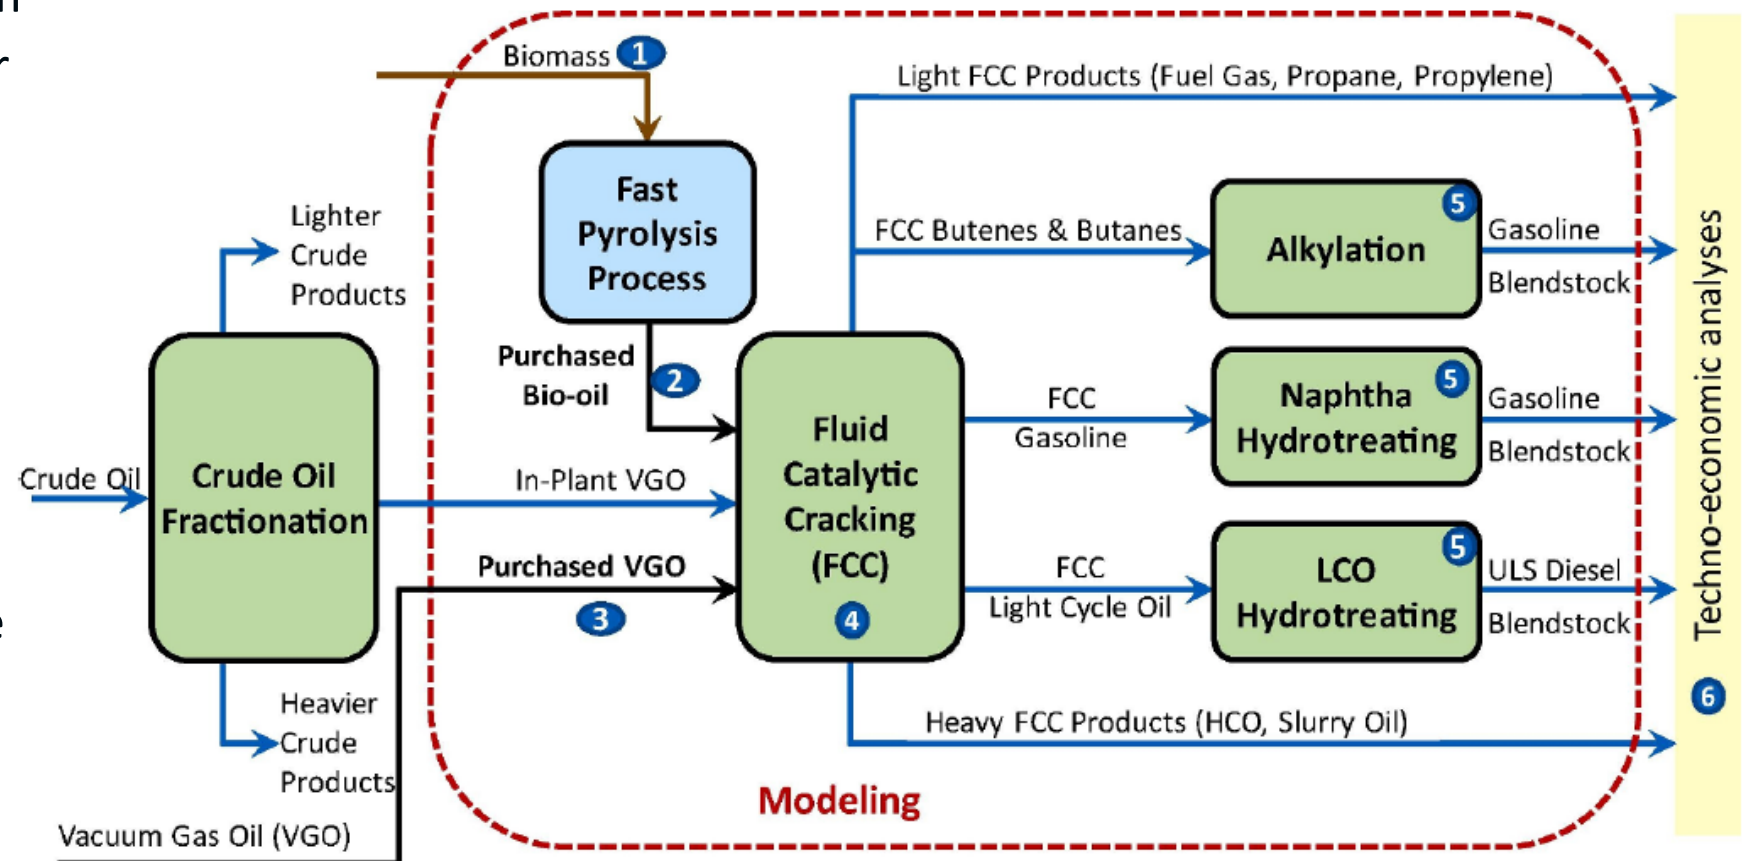 Biomass 1
Light FCC Products (Fuel Gas, Propane, Propylene)
Fast
Pyrolysis
Process
Lighter
Crude
Products
FCC Butenes & Butanes
Alkylation
5
Gasoline
Blendstock
Purchased
Bio-oil
2
Crude Oil
Crude Oil
Fractionation
In-Plant VGO
Purchased VGO
3
Fluid
Catalytic
Cracking
(FCC)
4
FCC
Gasoline
Naphtha
Hydrotreating
5
Gasoline
Blendstock
FCC
Light Cycle Oil
LCO
Hydrotreating
5
ULS Diesel
Blendstock
Heavier
Crude
Products
Heavy FCC Products (HCO, Slurry Oil)
Modeling
Vacuum Gas Oil (VGO)
Techno-economic analyses
6